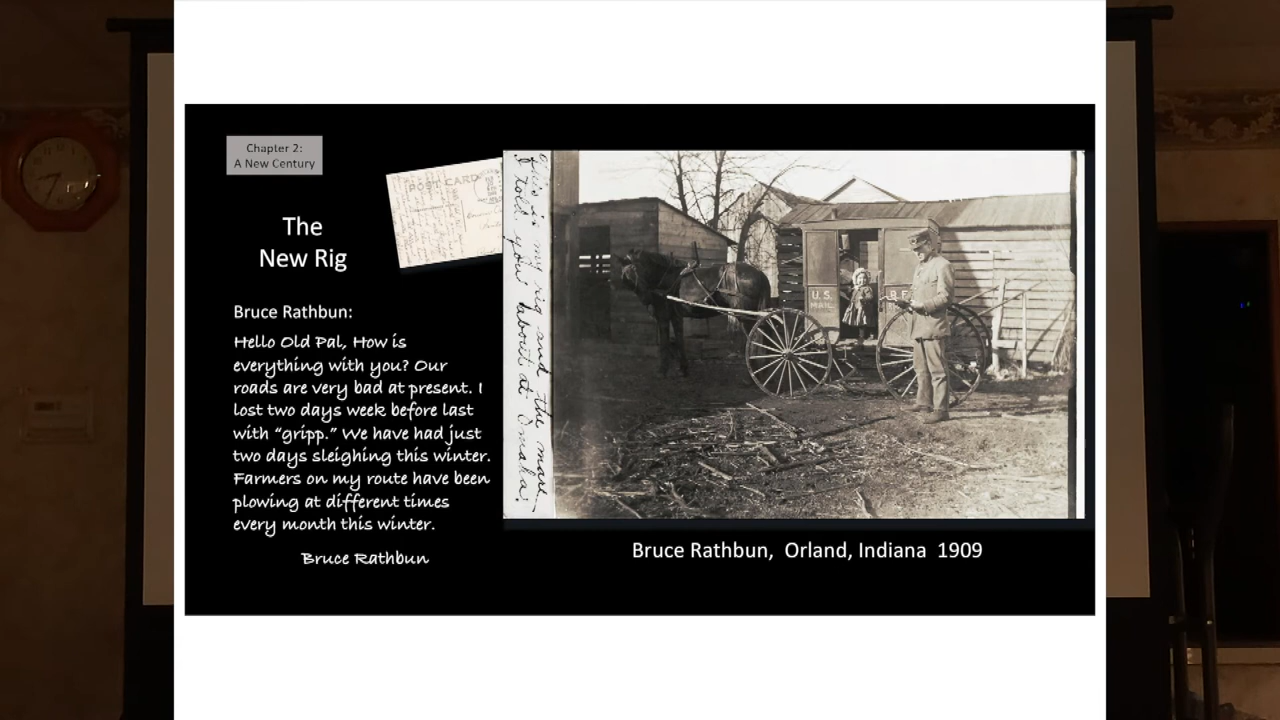 Chapter 2:
A New Century
The
New Rig
POST CARD
Bruce Rathbun:
Hello Old Pal, How is
everything with you? Our
roads are very bad at present. I
lost two days week before last
with "gripp." We have had just
two days sleighing this winter.
Farmers on my route have been
plowing at different times
every month this winter.
Bruce Rathbun
This is my rig and the mare
I told you about at Omaha.
U.S.
MAIL
R.F.
Bruce Rathbun, Orland, Indiana 1909